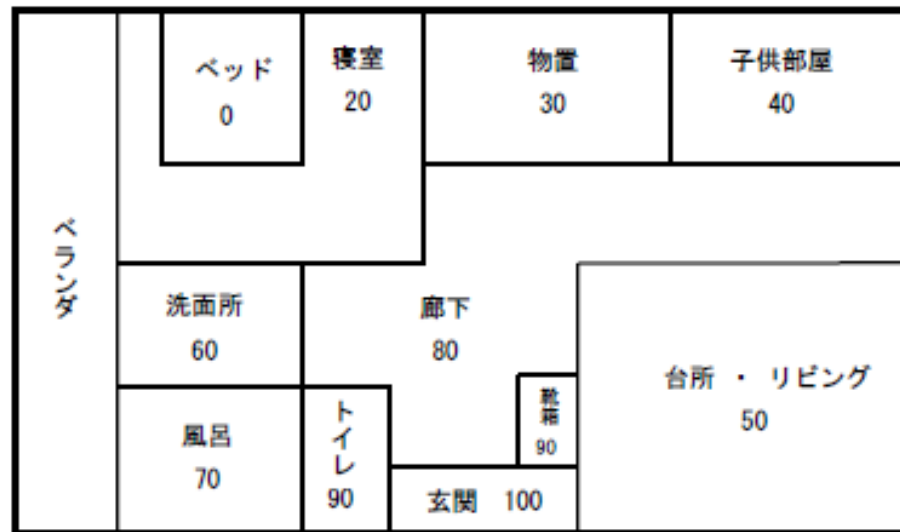 ベッド
0
寝室
20
物置
30
子供部屋
40
ベランダ
洗面所
60
廊下
80
台所 ・ リビング
50
靴箱
90
風呂
70
トイレ
90
玄関 100